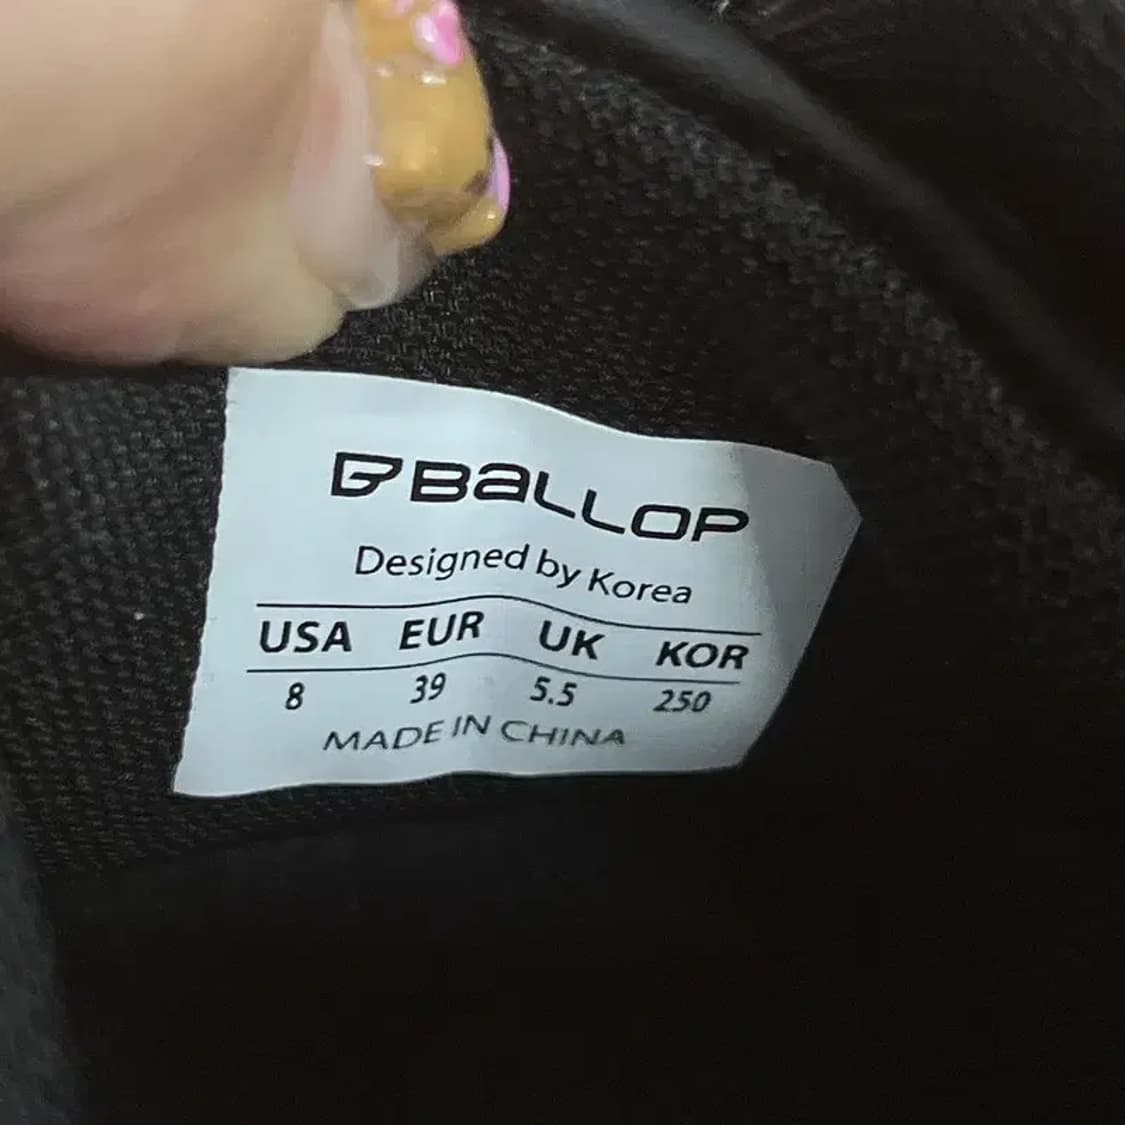 BaLLOP
Designed by Korea
USA EUR UK KOR
8 39 5.5 250
MADE IN CHINA